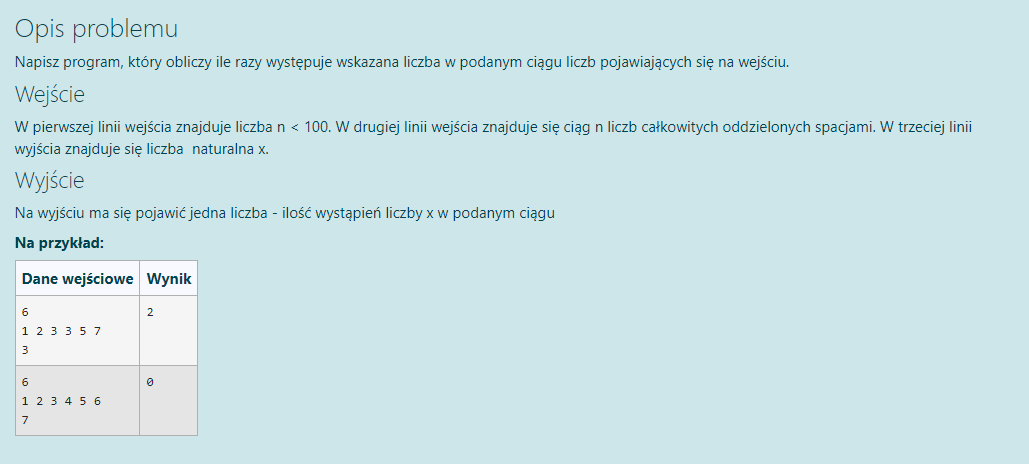 Opis problemu
Napisz program, który obliczy ile razy występuje wskazana liczba w podanym ciągu liczb pojawiających się na wejściu.
Wejście
W pierwszej linii wejścia znajduje liczba n < 100. W drugiej linii wejścia znajduje się ciąg n liczb całkowitych oddzielonych spacjami. W trzeciej linii
wyjścia znajduje się liczba  naturalna x.
Wyjście
Na wyjściu ma się pojawić jedna liczba - ilość wystąpień liczby x w podanym ciągu
Na przykład:
Dane wejściowe Wynik
6 2
1 2 3 3 5 7
3
6 0
1 2 3 4 5 6
7